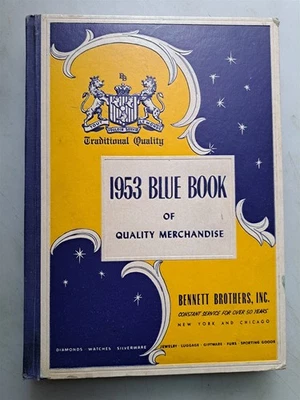 BB
Traditional Quality
1953 BLUE BOOK
OF
QUALITY MERCHANDISE
BENNETT BROTHERS, INC.
CONSTANT SERVICE FOR OVER 50 YEARS
NEW YORK AND CHICAGO
DIAMONDS · WATCHES · SILVERWARE · JEWELRY · LUGGAGE · GIFTWARE · FURS · SPORTING GOODS